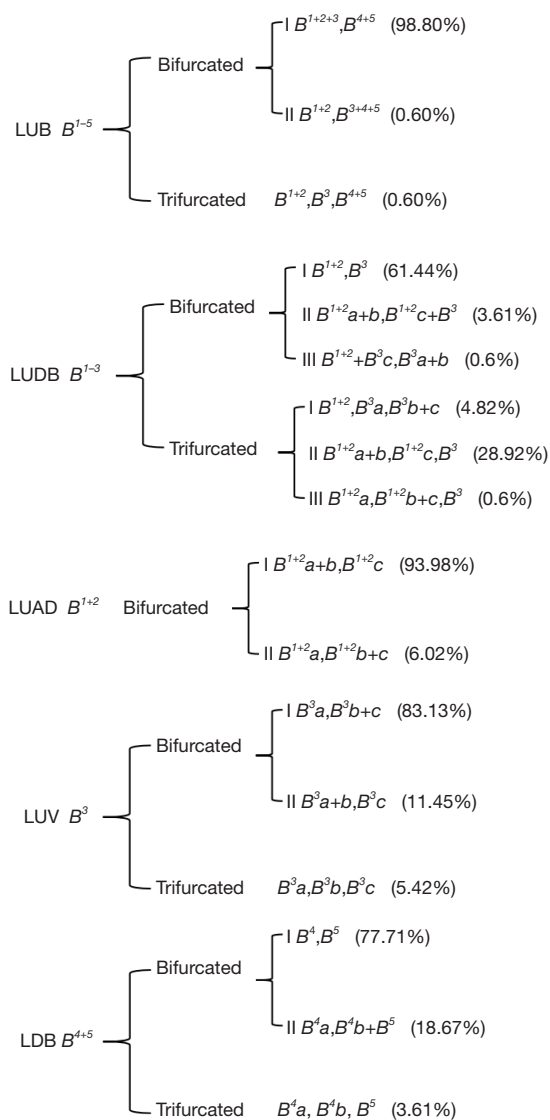 I B¹⁺²⁺³,B⁴⁺⁵ (98.80%)
Bifurcated
II B¹⁺²,B³⁺⁴⁺⁵ (0.60%)
LUB B¹⁻⁵
Trifurcated B¹⁺²,B³,B⁴⁺⁵ (0.60%)
I B¹⁺²,B³ (61.44%)
Bifurcated
II B¹⁺²a+b,B¹⁺²c+B³ (3.61%)
III B¹⁺²+B³c,B³a+b (0.6%)
LUDB B¹⁻³
I B¹⁺²,B³a,B³b+c (4.82%)
Trifurcated
II B¹⁺²a+b,B¹⁺²c,B³ (28.92%)
III B¹⁺²a,B¹⁺²b+c,B³ (0.6%)
I B¹⁺²a+b,B¹⁺²c (93.98%)
LUAD B¹⁺² Bifurcated
II B¹⁺²a,B¹⁺²b+c (6.02%)
I B³a,B³b+c (83.13%)
Bifurcated
II B³a+b,B³c (11.45%)
LUV B³
Trifurcated B³a,B³b,B³c (5.42%)
I B⁴,B⁵ (77.71%)
Bifurcated
II B⁴a,B⁴b+B⁵ (18.67%)
LDB B⁴⁺⁵
Trifurcated B⁴a, B⁴b, B⁵ (3.61%)